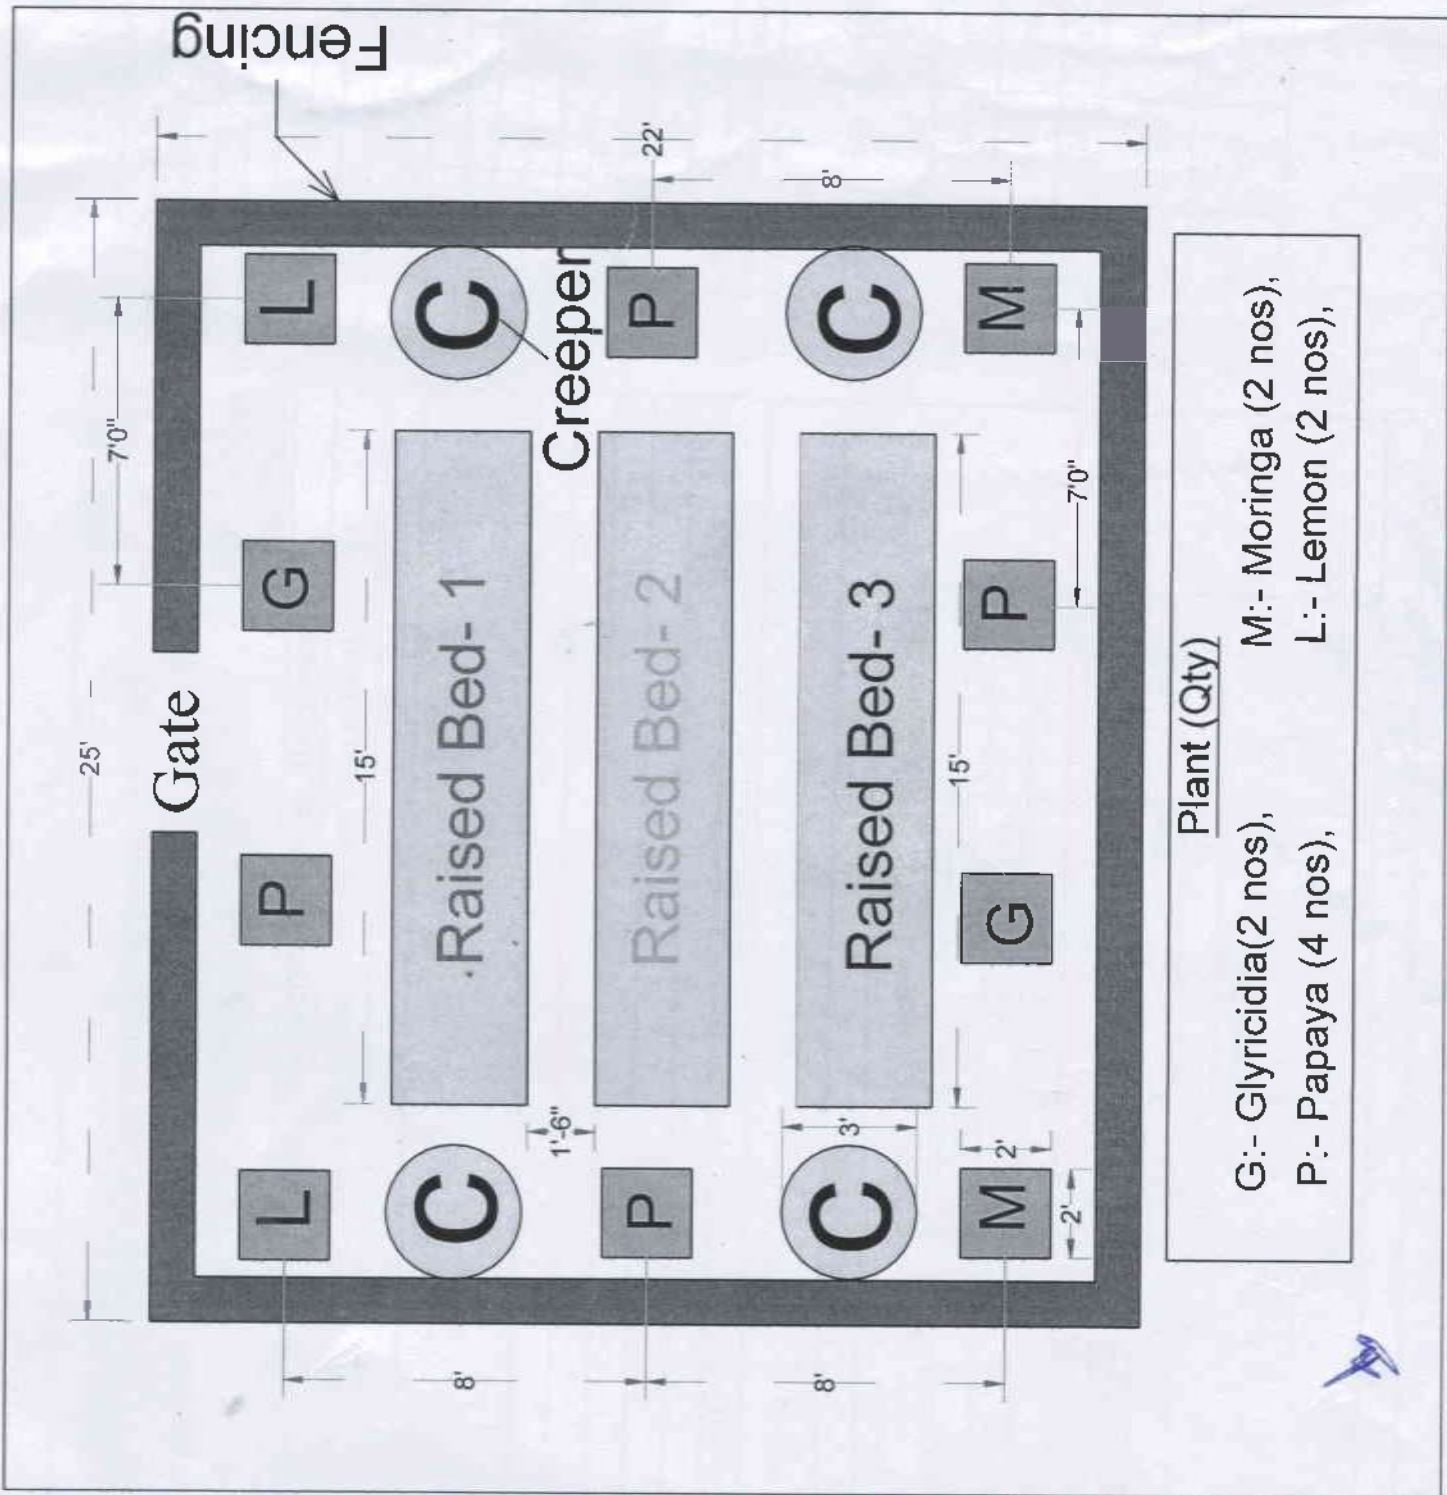 Fencing
25'
7'0"
Gate
L P G L
15'
C Raised Bed- 1 C
1'-6"
Creeper
8' P Raised Bed- 2 P 22'
8' 8'
C 3' Raised Bed- 3 C
15'
M 2' G P M
2' 7'0"
Plant (Qty)
G:- Glyricidia(2 nos), M:- Moringa (2 nos),
P:- Papaya (4 nos), L:- Lemon (2 nos),